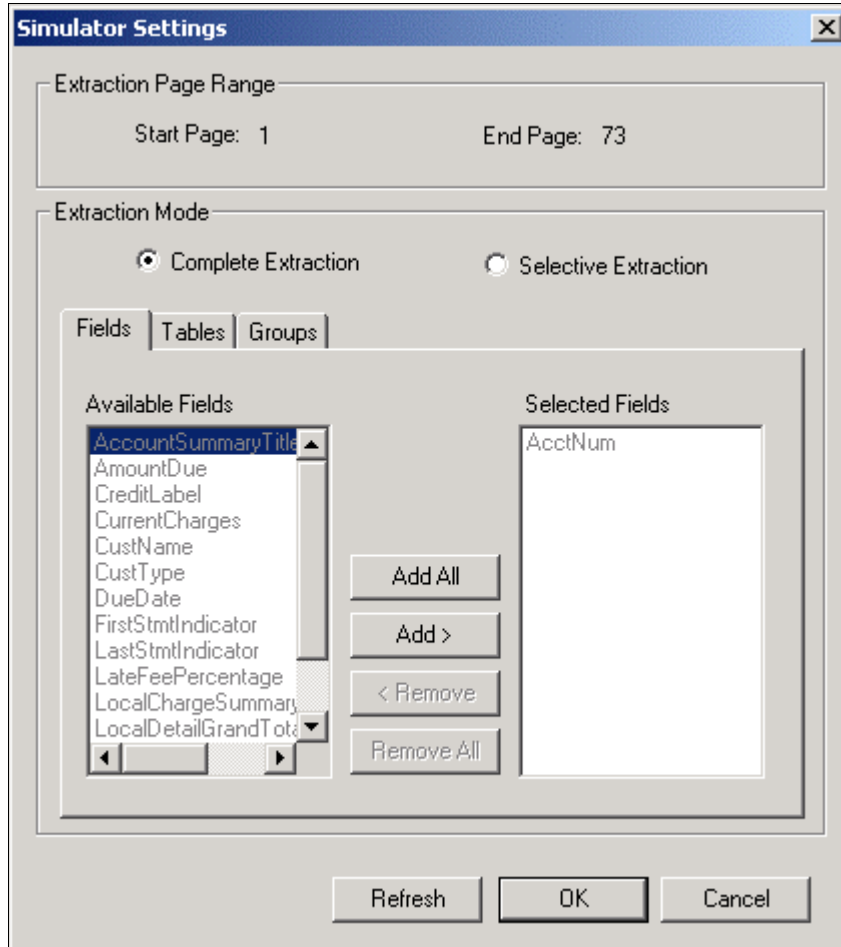 Simulator Settings
Extraction Page Range
Start Page: 1 End Page: 73
Extraction Mode
Complete Extraction Selective Extraction
Fields Tables Groups
Available Fields
AccountSummaryTitle
AmountDue
CreditLabel
CurrentCharges
CustName
CustType
DueDate
FirstStmtIndicator
LastStmtIndicator
LateFeePercentage
LocalChargeSummary
LocalDetailGrandTota
Add All
Add >
< Remove
Remove All
Selected Fields
AcctNum
Refresh OK Cancel